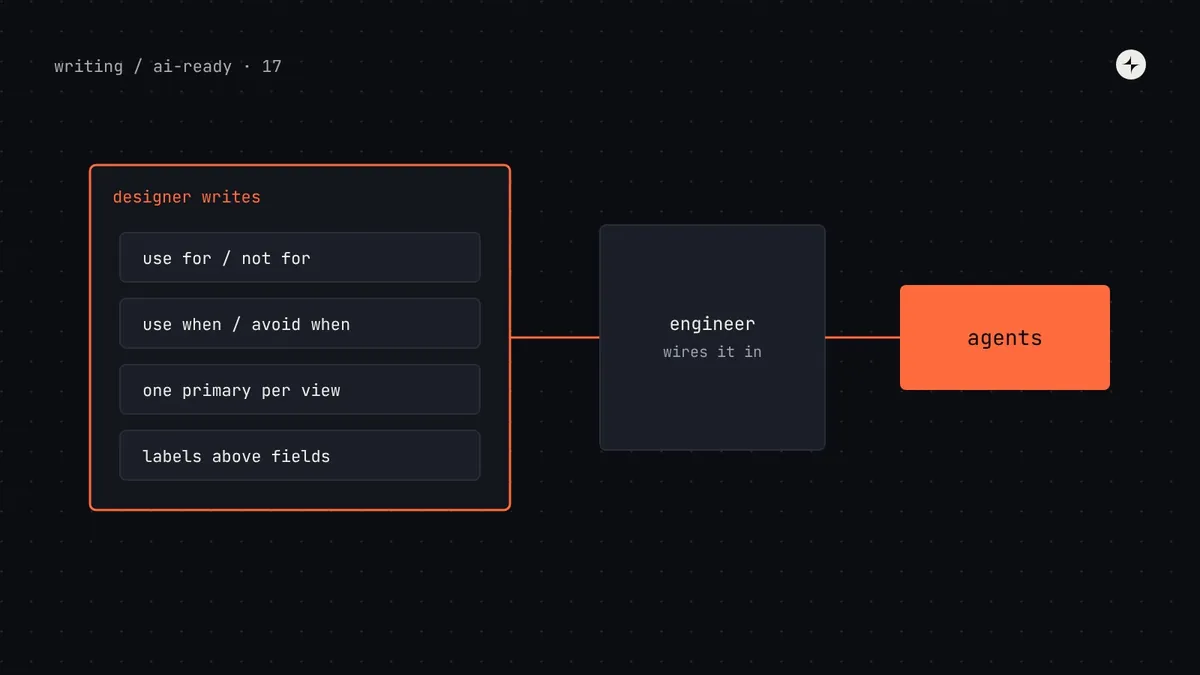 writing / ai-ready · 17
designer writes
use for / not for
use when / avoid when
one primary per view
labels above fields
engineer
wires it in
agents